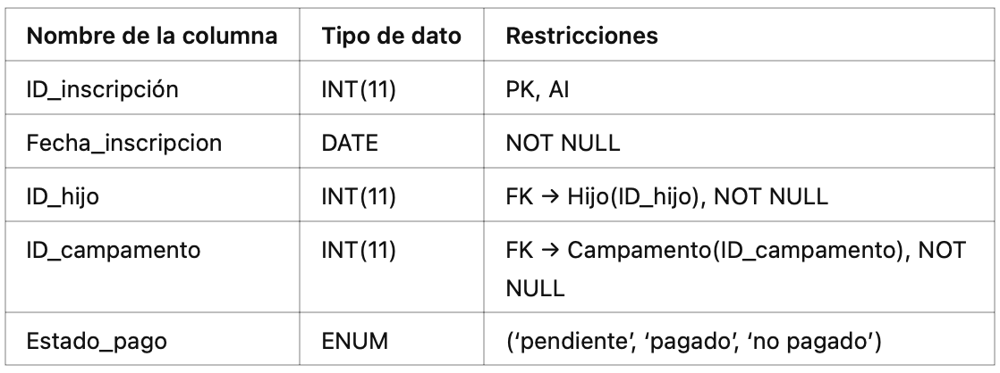 Nombre de la columna Tipo de dato Restricciones
ID_inscripción INT(11) PK, AI
Fecha_inscripcion DATE NOT NULL
ID_hijo INT(11) FK → Hijo(ID_hijo), NOT NULL
ID_campamento INT(11) FK → Campamento(ID_campamento), NOT
NULL
Estado_pago ENUM (‘pendiente’, ‘pagado’, ‘no pagado’)